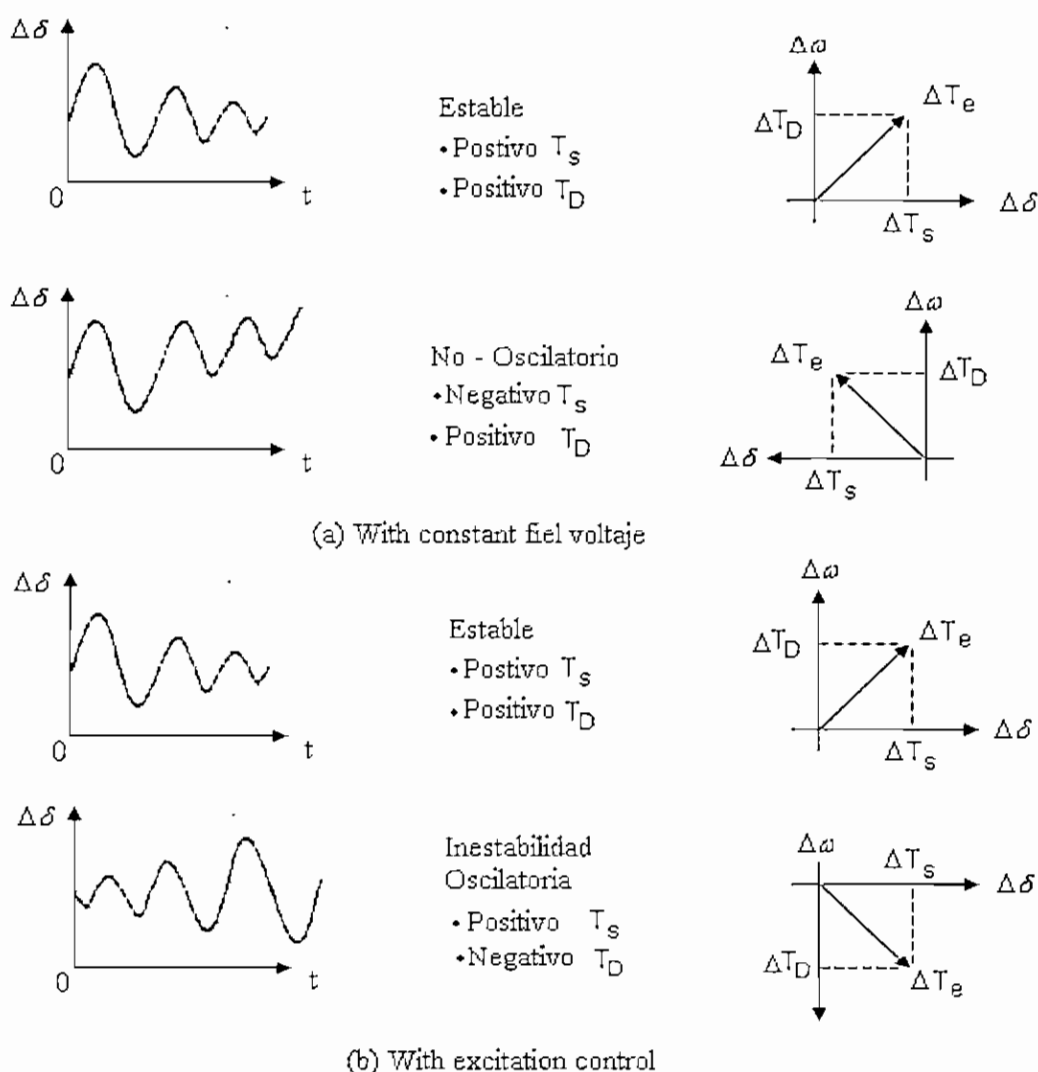 Δδ
0
t
Estable
• Postivo T_s
• Positivo T_D
Δω
ΔT_D
ΔT_e
ΔT_s
Δδ
Δδ
0
t
No - Oscilatorio
• Negativo T_s
• Positivo T_D
Δω
ΔT_e
ΔT_D
Δδ
ΔT_s
(a) With constant fiel voltaje
Δδ
0
t
Estable
• Postivo T_s
• Positivo T_D
Δω
ΔT_D
ΔT_e
ΔT_s
Δδ
Δδ
0
t
Inestabilidad
Oscilatoria
• Positivo T_s
• Negativo T_D
Δω
ΔT_s
Δδ
ΔT_D
ΔT_e
(b) With excitation control